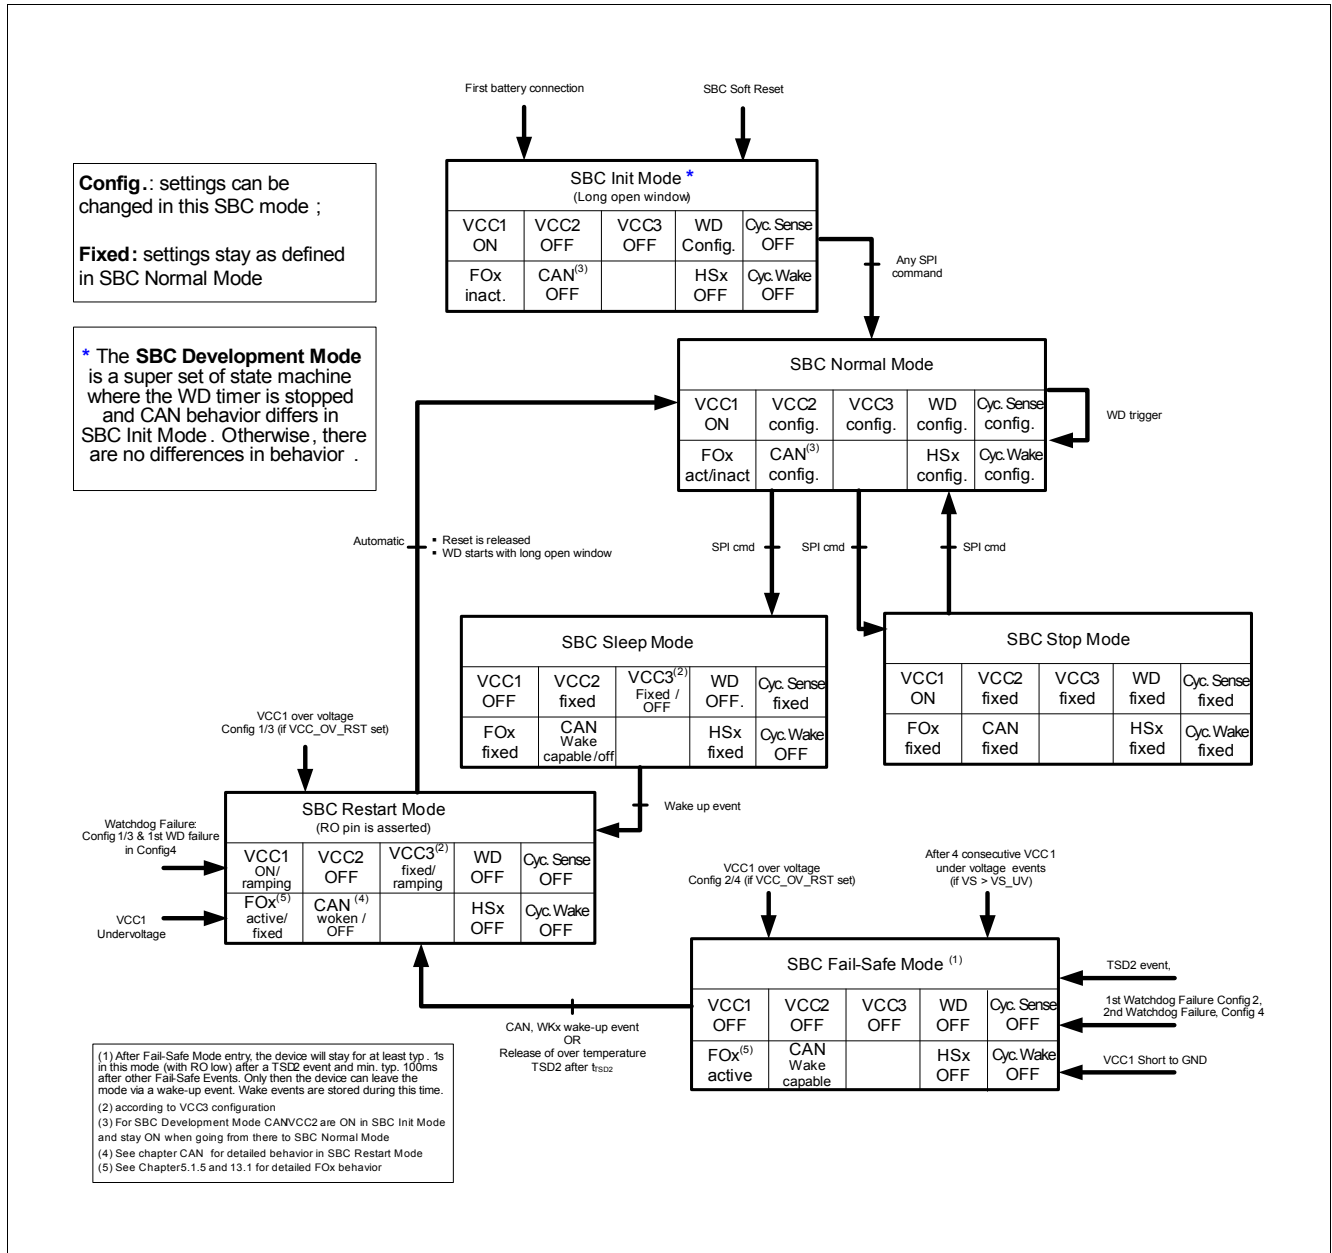 First battery connection
SBC Soft Reset
Config.: settings can be
changed in this SBC mode ;
Fixed: settings stay as defined
in SBC Normal Mode
* The SBC Development Mode
is a super set of state machine
where the WD timer is stopped
and CAN behavior differs in
SBC Init Mode . Otherwise , there
are no differences in behavior .
SBC Init Mode *
(Long open window)
VCC1 VCC2 VCC3 WD Cyc. Sense
ON OFF OFF Config. OFF
FOx CAN(3) HSx Cyc. Wake
inact. OFF OFF OFF
Any SPI
command
SBC Normal Mode
VCC1 VCC2 VCC3 WD Cyc. Sense
ON config. config. config. config.
FOx CAN(3) HSx Cyc. Wake
act/inact config. config. config.
WD trigger
Automatic
▪ Reset is released
▪ WD starts with long open window
SPI cmd
SPI cmd
SPI cmd
SBC Sleep Mode
VCC1 VCC2 VCC3(2) WD Cyc. Sense
OFF fixed Fixed / OFF OFF. fixed
FOx CAN HSx Cyc. Wake
fixed Wake capable /off fixed OFF
SBC Stop Mode
VCC1 VCC2 VCC3 WD Cyc. Sense
ON fixed fixed fixed fixed
FOx CAN HSx Cyc. Wake
fixed fixed fixed fixed
VCC1 over voltage
Config 1/3 (if VCC_OV_RST set)
Wake up event
Watchdog Failure:
Config 1/3 & 1st WD failure
in Config4
VCC1
Undervoltage
SBC Restart Mode
(RO pin is asserted)
VCC1 VCC2 VCC3(2) WD Cyc. Sense
ON/ ramping OFF fixed/ ramping OFF OFF
FOx(5) CAN (4) HSx Cyc. Wake
active/ fixed woken / OFF OFF OFF
VCC1 over voltage
Config 2/4 (if VCC_OV_RST set)
After 4 consecutive VCC1
under voltage events
(if VS > VS_UV)
SBC Fail-Safe Mode (1)
VCC1 VCC2 VCC3 WD Cyc. Sense
OFF OFF OFF OFF OFF
FOx(5) CAN HSx Cyc. Wake
active Wake capable OFF OFF
TSD2 event,
1st Watchdog Failure Config 2,
2nd Watchdog Failure, Config 4
VCC1 Short to GND
CAN, WKx wake-up event
OR
Release of over temperature
TSD2 after tTSD2
(1) After Fail-Safe Mode entry, the device will stay for at least typ . 1s
in this mode (with RO low) after a TSD2 event and min. typ. 100ms
after other Fail-Safe Events. Only then the device can leave the
mode via a wake-up event. Wake events are stored during this time.
(2) according to VCC3 configuration
(3) For SBC Development Mode CAN/VCC2 are ON in SBC Init Mode
and stay ON when going from there to SBC Normal Mode
(4) See chapter CAN for detailed behavior in SBC Restart Mode
(5) See Chapter5.1.5 and 13.1 for detailed FOx behavior